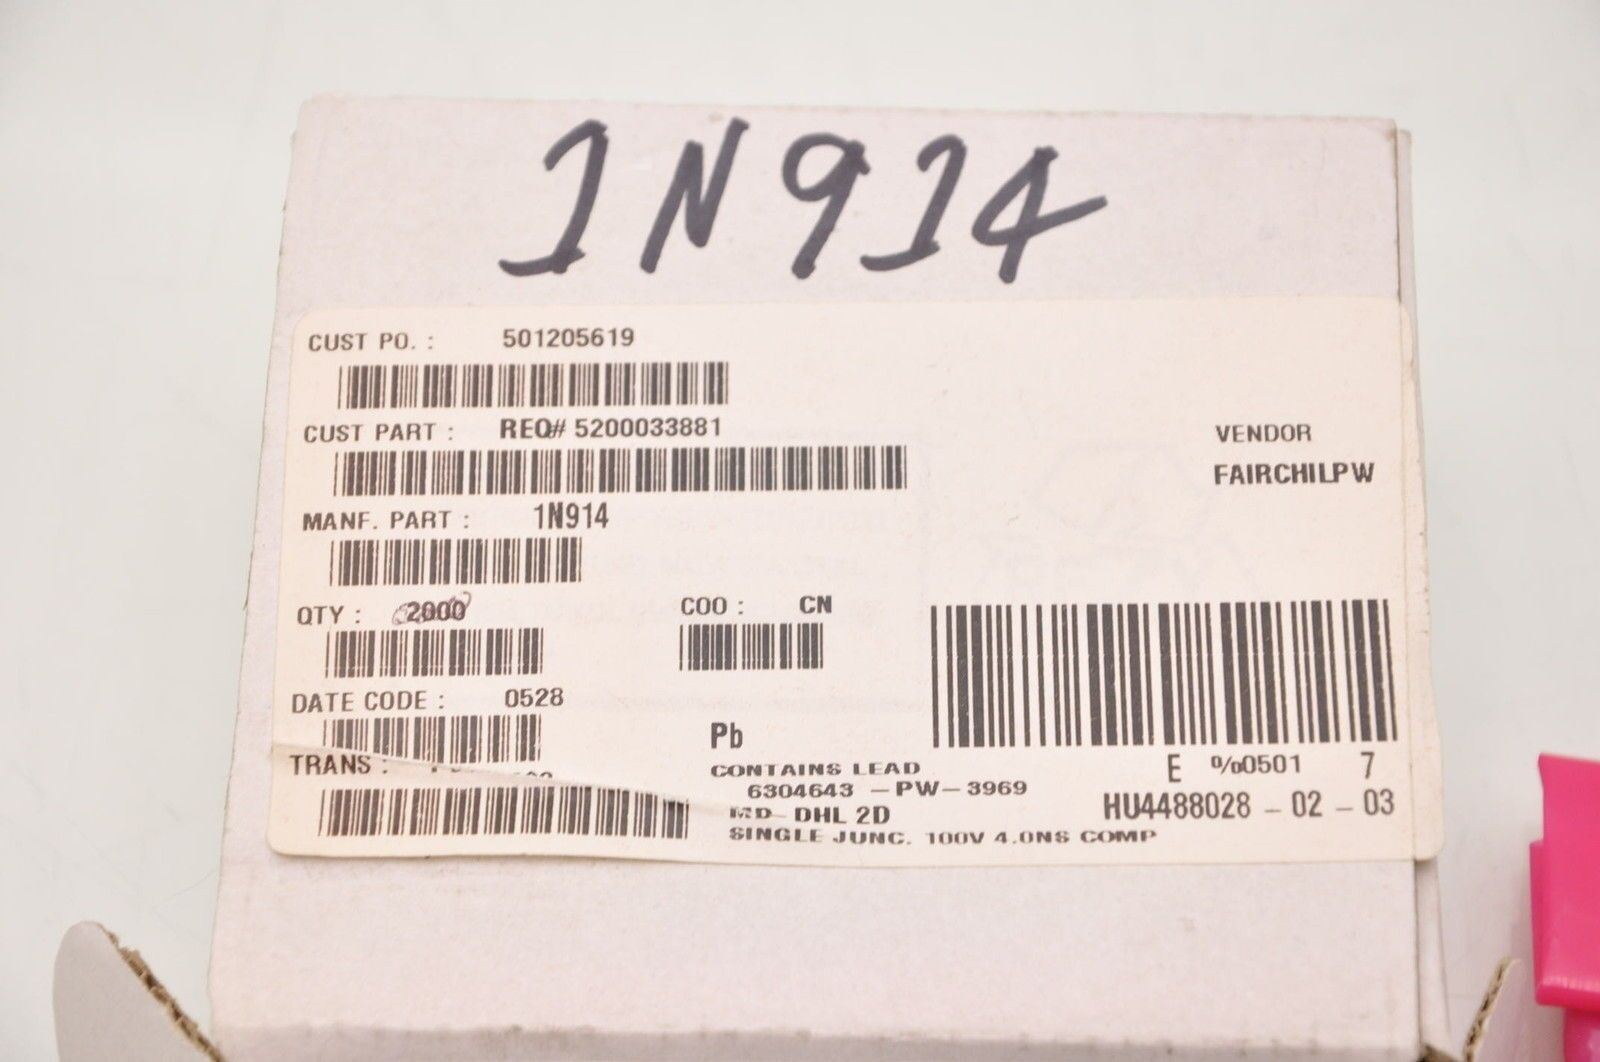 1N914
CUST PO. : 501205619
CUST PART : REQ# 5200033881
VENDOR
FAIRCHILPW
MANF. PART : 1N914
QTY : 2000
COO : CN
DATE CODE : 0528
Pb
TRANS :
CONTAINS LEAD
E %0501 7
6304643 -PW-3969
HU4488028 - 02 - 03
MD DHL 2D
SINGLE JUNC. 100V 4.0NS COMP